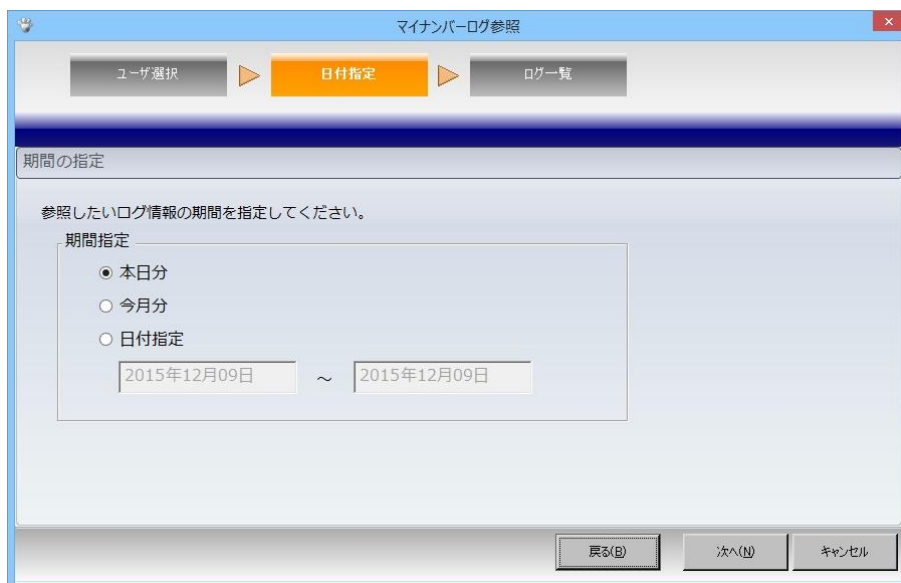 マイナンバーログ参照
ユーザ選択 日付指定 ログ一覧
期間の指定
参照したいログ情報の期間を指定してください。
期間指定
本日分
今月分
日付指定
2015年12月09日 ～ 2015年12月09日
戻る(B) 次へ(N) キャンセル